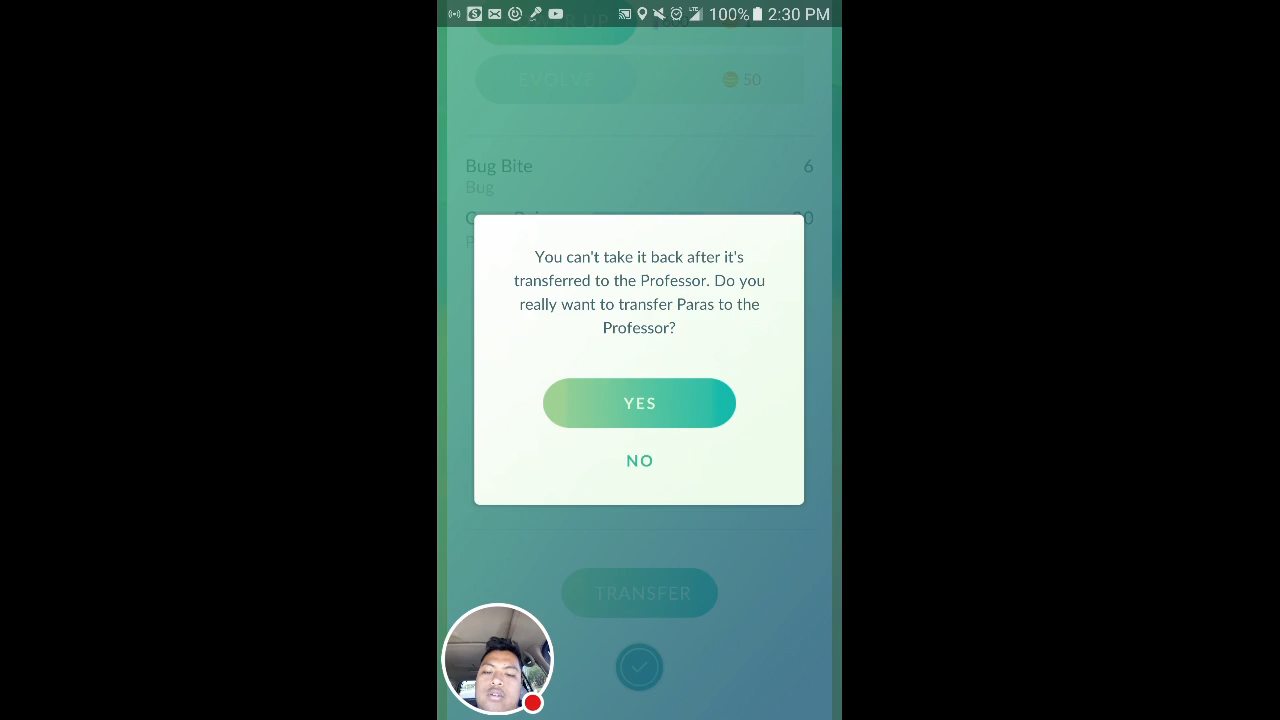 100% 2:30 PM
EVOLVE 50
Bug Bite 6
Bug
You can't take it back after it's
transferred to the Professor. Do you
really want to transfer Paras to the
Professor?
YES
NO
TRANSFER